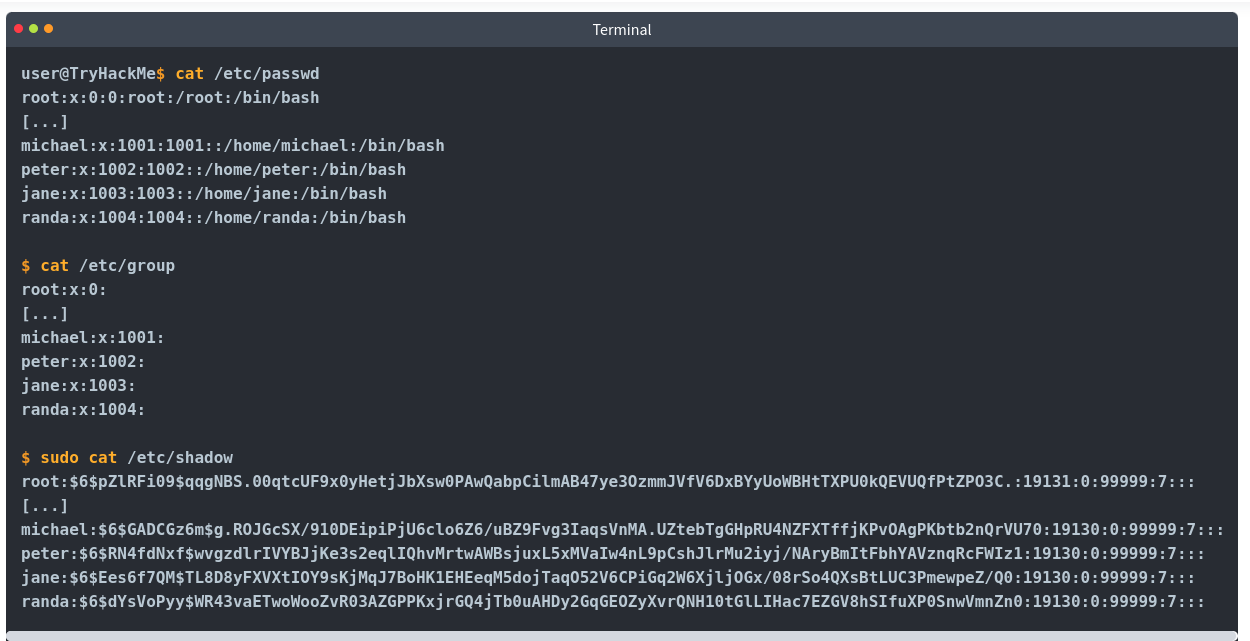 Terminal
user@TryHackMe$ cat /etc/passwd
root:x:0:0:root:/root:/bin/bash
[...]
michael:x:1001:1001::/home/michael:/bin/bash
peter:x:1002:1002::/home/peter:/bin/bash
jane:x:1003:1003::/home/jane:/bin/bash
randa:x:1004:1004::/home/randa:/bin/bash
$ cat /etc/group
root:x:0:
[...]
michael:x:1001:
peter:x:1002:
jane:x:1003:
randa:x:1004:
$ sudo cat /etc/shadow
root:$6$pZlRFi09$qqgNBS.00qtcUF9x0yHetjJbXsw0PAwQabpCilmAB47ye3OzmmJVfV6DxBYyUoWBHtTXPU0kQEVUQfPtZPO3C.:19131:0:99999:7:::
[...]
michael:$6$GADCGz6m$g.ROJGcSX/910DEipiPjU6clo6Z6/uBZ9Fvg3IaqsVnMA.UZtebTgGHpRU4NZFXTffjKPvOAgPKbtb2nQrVU70:19130:0:99999:7:::
peter:$6$RN4fdNxf$wvgzdlrIVYBJjKe3s2eqlIQhvMrtwAWBsjuxL5xMVaIw4nL9pCshJlrMu2iyj/NAryBmItFbhYAVznqRcFWIz1:19130:0:99999:7:::
jane:$6$Ees6f7QM$TL8D8yFXVXtIOY9sKjMqJ7BoHK1EHEeqM5dojTaqO52V6CPiGq2W6XjljOGx/08rSo4QXsBtLUC3PmewpeZ/Q0:19130:0:99999:7:::
randa:$6$dYsVoPyy$WR43vaETwoWooZvR03AZGPPKxjrGQ4jTb0uAHDy2GqGEOZyXvrQNH10tGlLIHac7EZGV8hSIfuXP0SnwVmnZn0:19130:0:99999:7:::